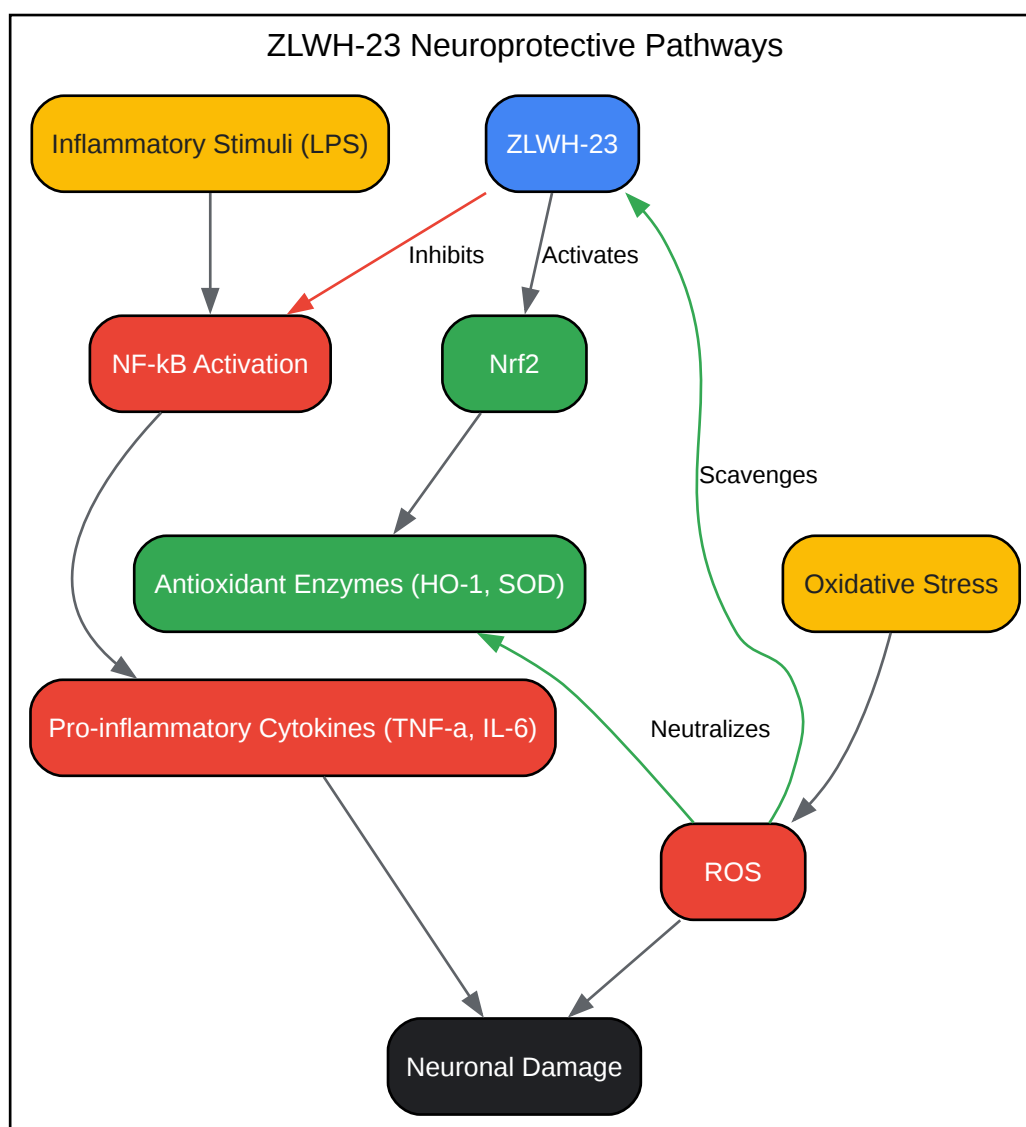 ZLWH-23 Neuroprotective Pathways
Inflammatory Stimuli (LPS)
ZLWH-23
Inhibits
Activates
NF-kB Activation
Nrf2
Scavenges
Antioxidant Enzymes (HO-1, SOD)
Oxidative Stress
Pro-inflammatory Cytokines (TNF-a, IL-6)
Neutralizes
ROS
Neuronal Damage